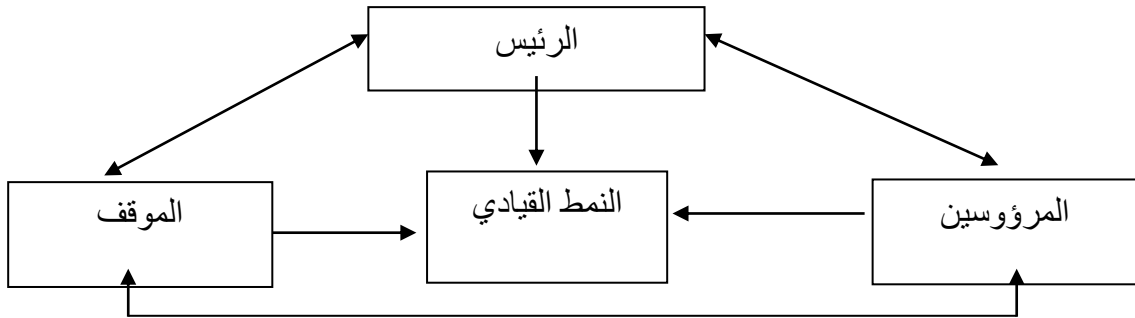 الرئيس
المرؤوسين
النمط القيادي
الموقف